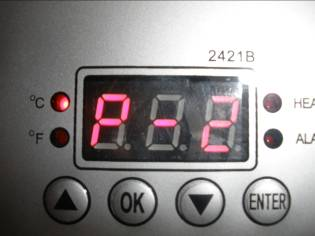 2421B
°C P-2 HEA
°F ALA
OK ENTER